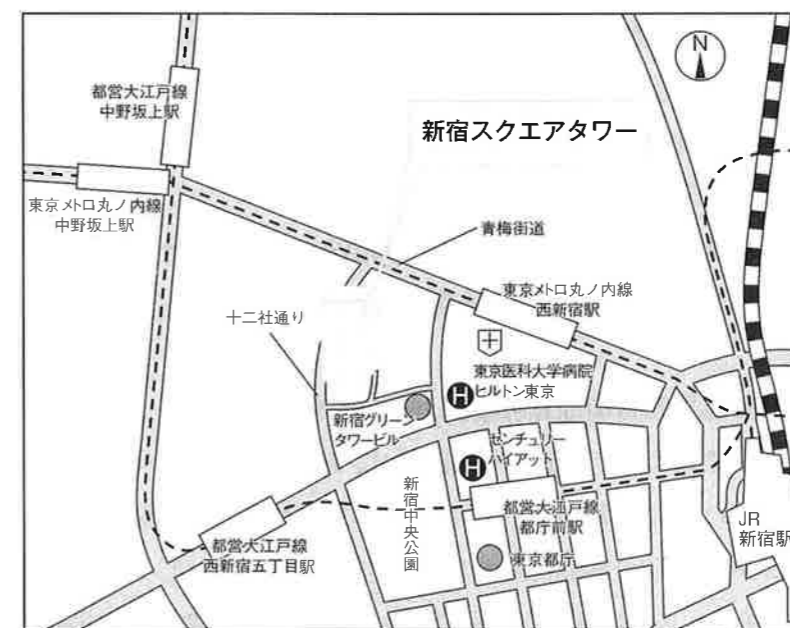 N
都営大江戸線
中野坂上駅
新宿スクエアタワー
東京メトロ丸ノ内線
中野坂上駅
青梅街道
東京メトロ丸ノ内線
西新宿駅
十二社通り
東京医科大学病院
H
ヒルトン東京
新宿グリーン
タワービル
センチュリー
ハイアット
H
新宿中央公園
都営大江戸線
都庁前駅
JR
新宿駅
都営大江戸線
西新宿五丁目駅
東京都庁